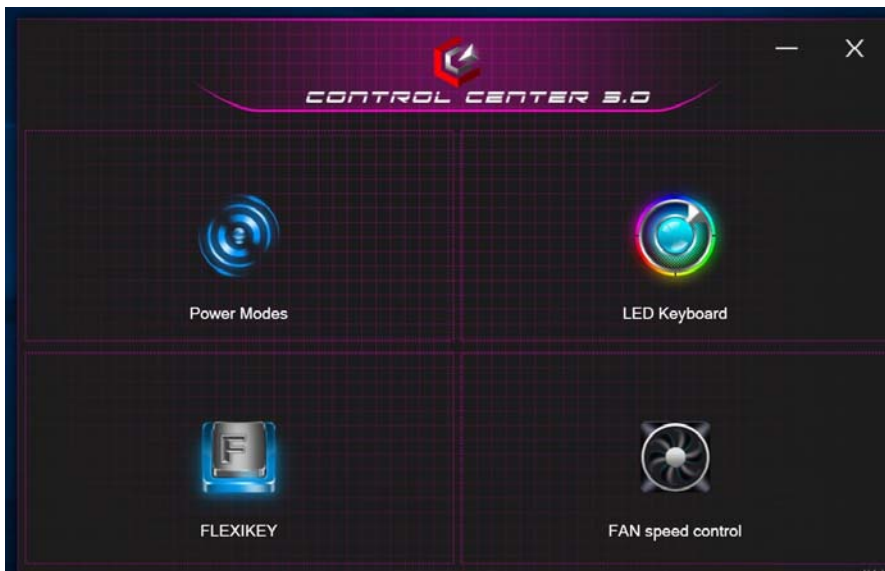 CONTROL CENTER 3.0
Power Modes
LED Keyboard
F
FLEXIKEY
FAN speed control